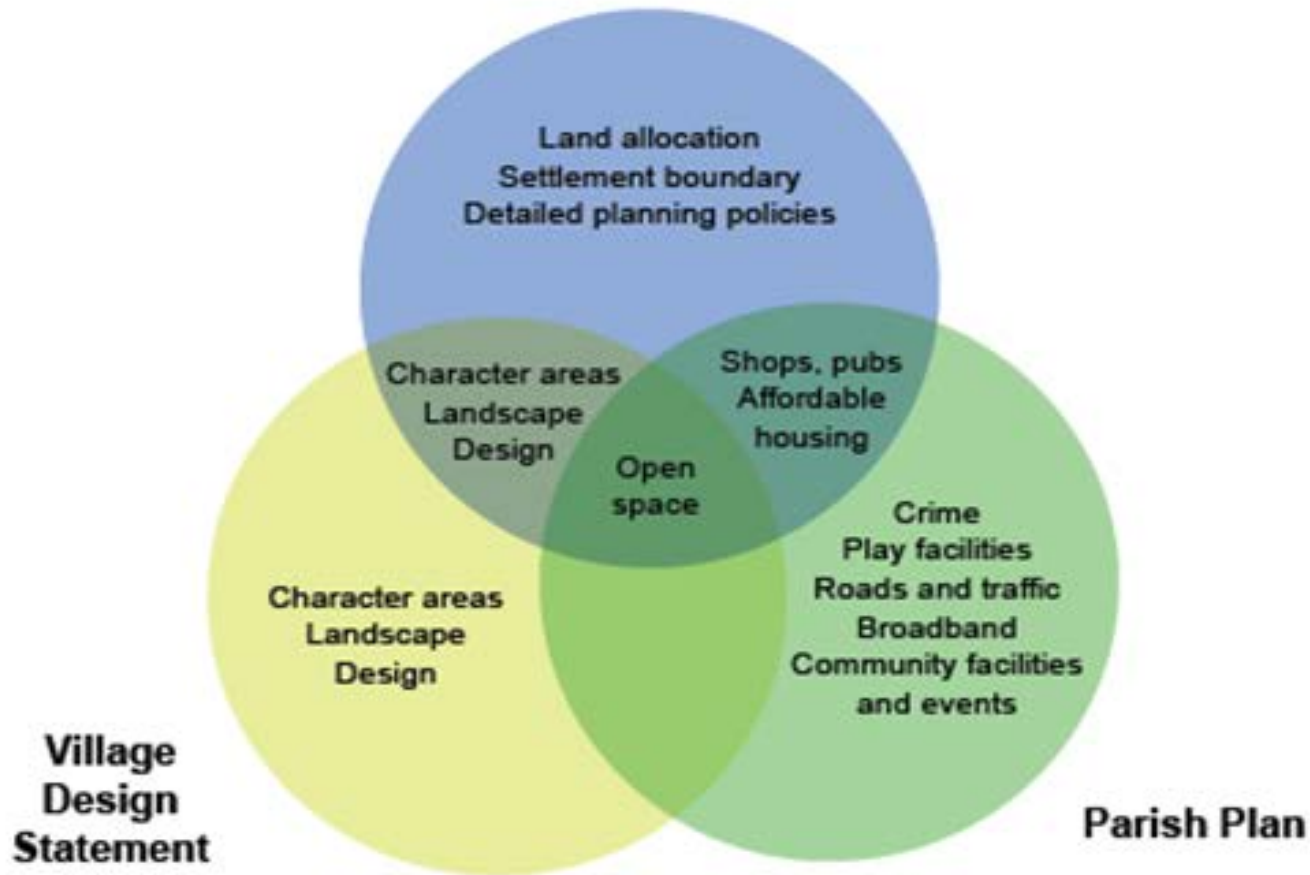 Land allocation
Settlement boundary
Detailed planning policies
Character areas
Landscape
Design
Shops, pubs
Affordable
housing
Open
space
Crime
Play facilities
Roads and traffic
Broadband
Community facilities
and events
Character areas
Landscape
Design
Village
Design
Statement
Parish Plan